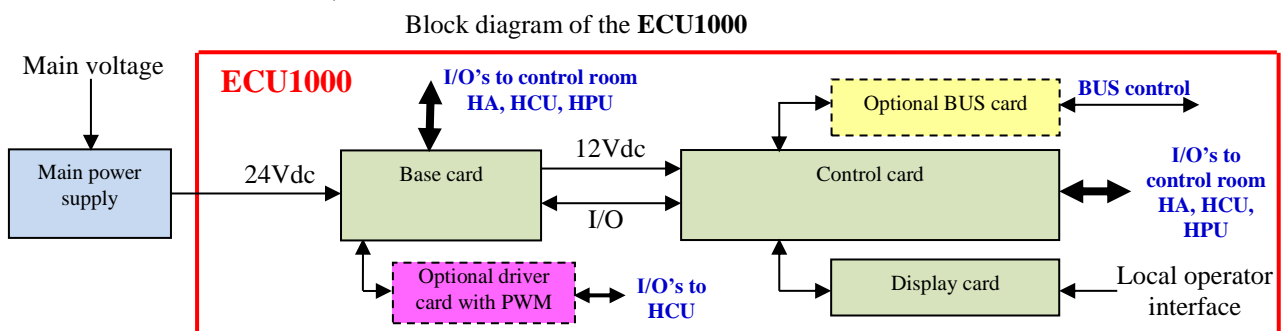 Block diagram of the ECU1000
Main voltage
ECU1000
I/O's to control room
HA, HCU, HPU
Optional BUS card
BUS control
Main power
supply
24Vdc
Base card
12Vdc
I/O
Control card
I/O's to
control room
HA, HCU,
HPU
Optional driver
card with PWM
I/O's to
HCU
Display card
Local operator
interface